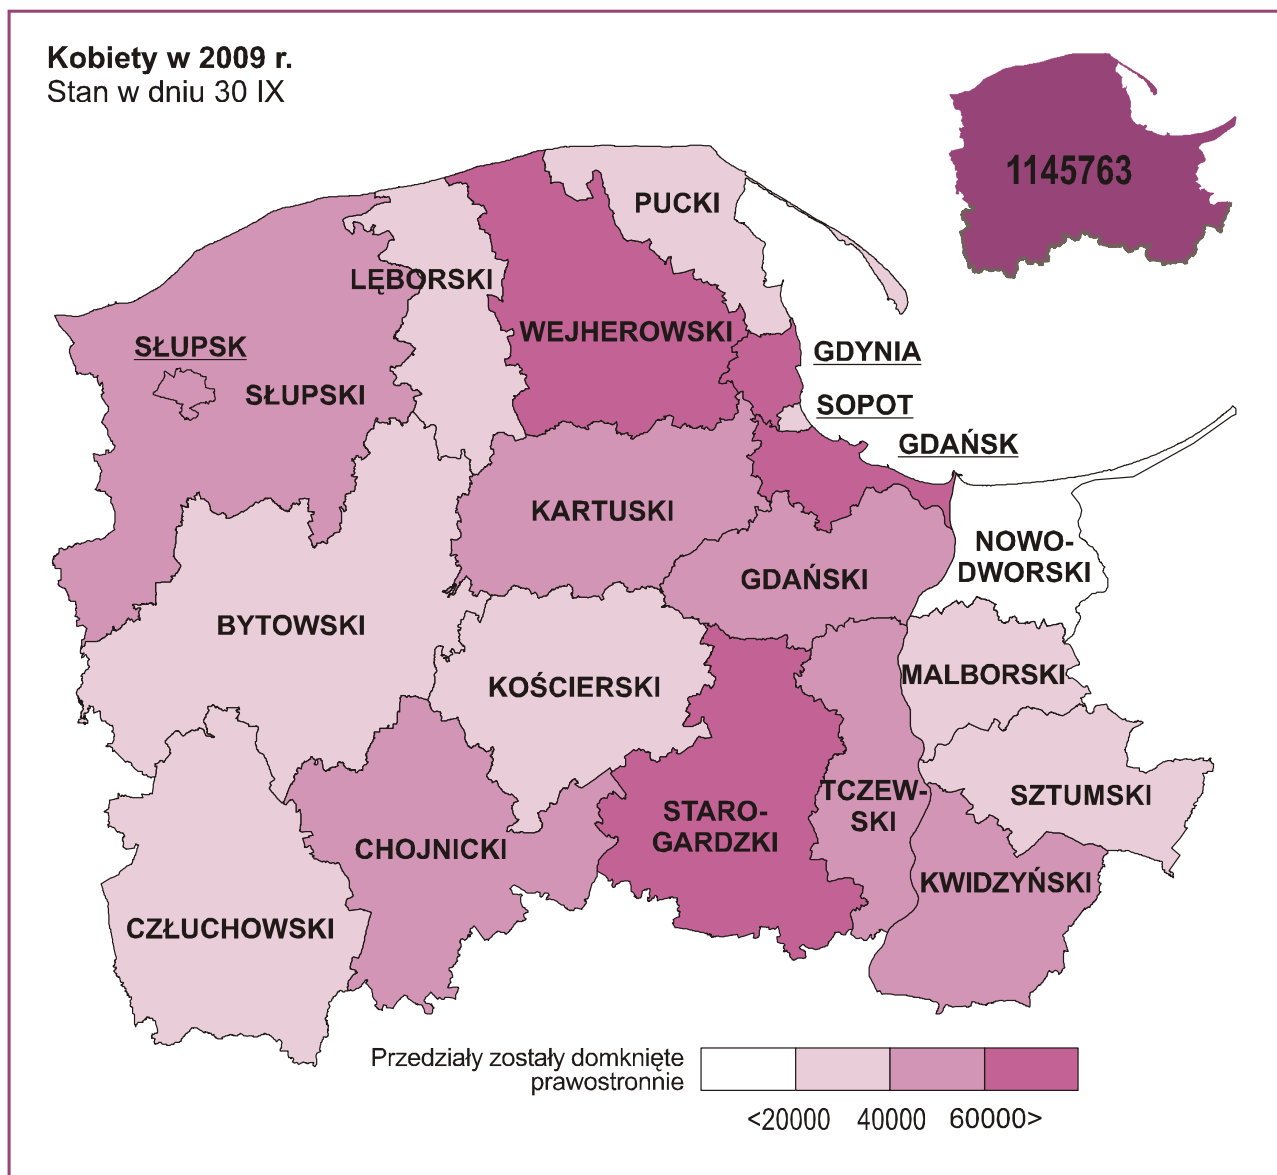 Kobiety w 2009 r.
Stan w dniu 30 IX
1145763
PUCKI
LĘBORSKI
WEJHEROWSKI
SŁUPSK
GDYNIA
SŁUPSKI
SOPOT
GDAŃSK
KARTUSKI
NOWO-
DWORSKI
GDAŃSKI
BYTOWSKI
KOŚCIERSKI
MALBORSKI
TCZEW-
SKI
SZTUMSKI
STARO-
GARDZKI
CHOJNICKI
KWIDZYŃSKI
CZŁUCHOWSKI
Przedziały zostały domknięte
prawostronnie
<20000 40000 60000>